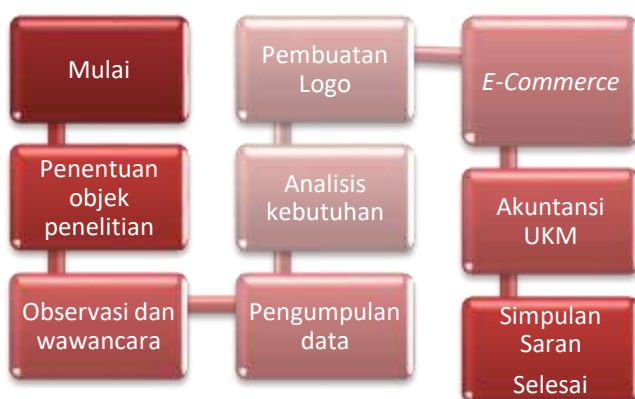 Mulai
Penentuan
objek
penelitian
Observasi dan
wawancara
Pengumpulan
data
Analisis
kebutuhan
Pembuatan
Logo
E-Commerce
Akuntansi
UKM
Simpulan
Saran
Selesai